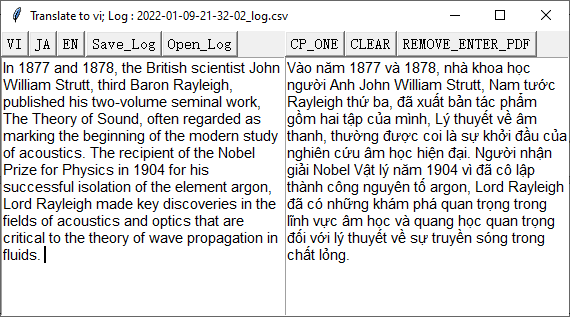 Translate to vi; Log : 2022-01-09-21-32-02_log.csv
VI JA EN Save_Log Open_Log CP_ONE CLEAR REMOVE_ENTER_PDF
In 1877 and 1878, the British scientist John
William Strutt, third Baron Rayleigh,
published his two-volume seminal work,
The Theory of Sound, often regarded as
marking the beginning of the modern study
of acoustics. The recipient of the Nobel
Prize for Physics in 1904 for his
successful isolation of the element argon,
Lord Rayleigh made key discoveries in the
fields of acoustics and optics that are
critical to the theory of wave propagation in
fluids.
Vào năm 1877 và 1878, nhà khoa học
người Anh John William Strutt, Nam tước
Rayleigh thứ ba, đã xuất bản tác phẩm
gồm hai tập của mình, Lý thuyết về âm
thanh, thường được coi là sự khởi đầu của
nghiên cứu âm học hiện đại. Người nhận
giải Nobel Vật lý năm 1904 vì đã cô lập
thành công nguyên tố argon, Lord Rayleigh
đã có những khám phá quan trọng trong
lĩnh vực âm học và quang học quan trọng
đối với lý thuyết về sự truyền sóng trong
chất lỏng.